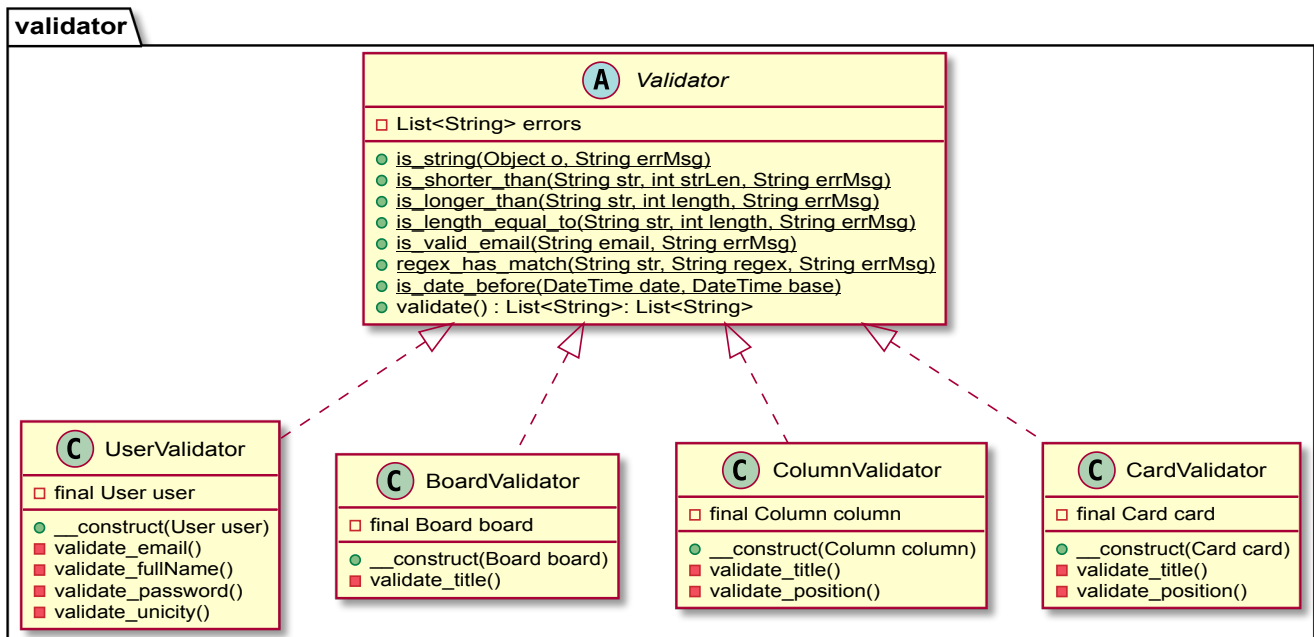 validator
A Validator
List<String> errors
is_string(Object o, String errMsg)
is_shorter_than(String str, int strLen, String errMsg)
is_longer_than(String str, int length, String errMsg)
is_length_equal_to(String str, int length, String errMsg)
is_valid_email(String email, String errMsg)
regex_has_match(String str, String regex, String errMsg)
is_date_before(DateTime date, DateTime base)
validate() : List<String>: List<String>
C UserValidator
final User user
__construct(User user)
validate_email()
validate_fullName()
validate_password()
validate_unicity()
C BoardValidator
final Board board
__construct(Board board)
validate_title()
C ColumnValidator
final Column column
__construct(Column column)
validate_title()
validate_position()
C CardValidator
final Card card
__construct(Card card)
validate_title()
validate_position()